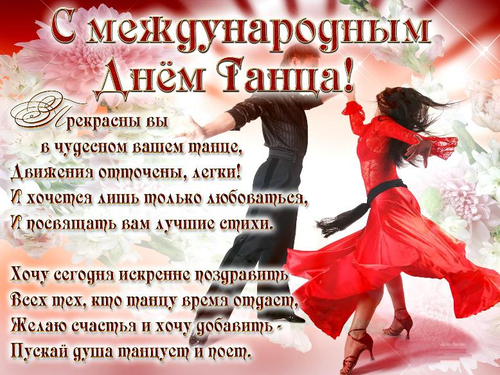 С международным
Днём Танца!
Прекрасны вы
в чудесном вашем танце,
Движения отточены, легки!
И хочется лишь только любоваться,
И посвящать вам лучшие стихи.
Хочу сегодня искренне поздравить
Всех тех, кто танцу время отдает,
Желаю счастья и хочу добавить -
Пускай душа танцует и поет.